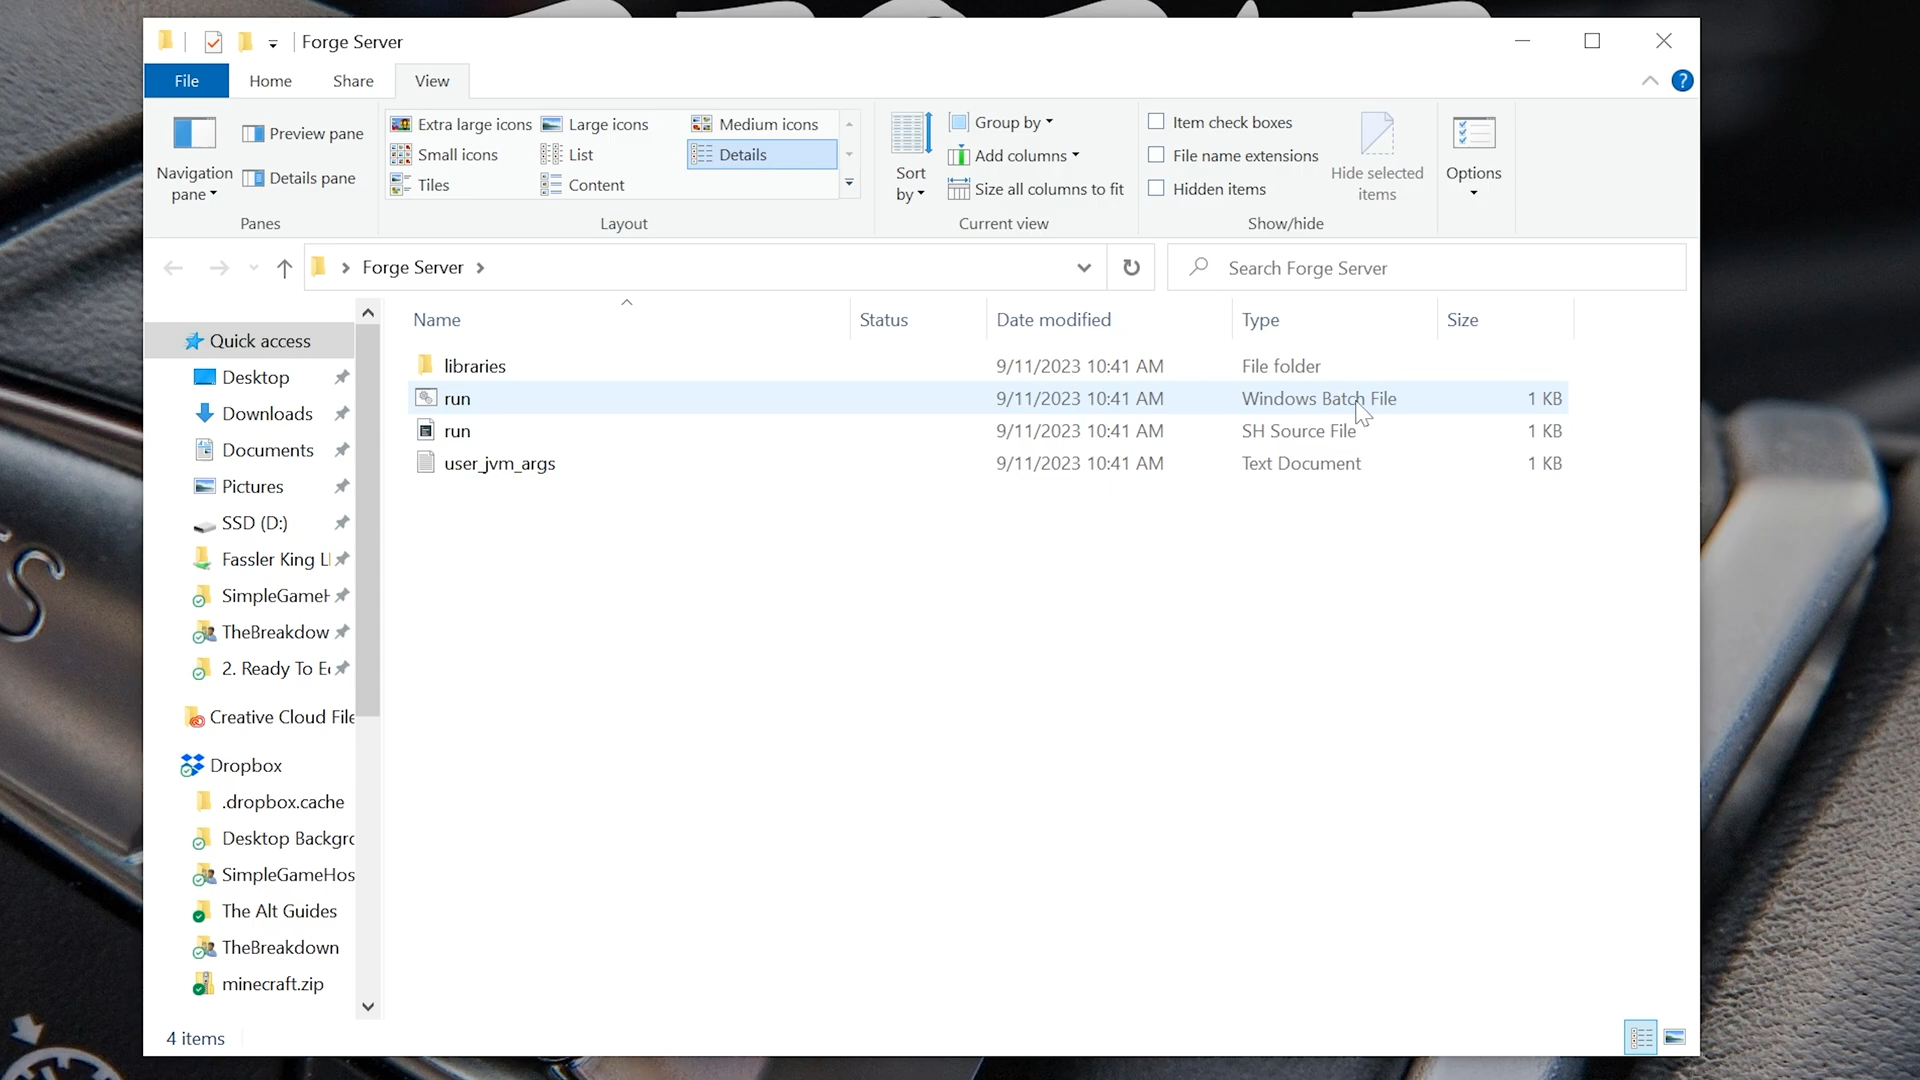 Forge Server
File Home Share View
Navigation pane
Preview pane
Details pane
Panes
Extra large icons Large icons Medium icons
Small icons List Details
Tiles Content
Layout
Sort by
Group by
Add columns
Size all columns to fit
Current view
Item check boxes
File name extensions
Hidden items
Hide selected items
Show/hide
Options
?
Forge Server
Search Forge Server
Name Status Date modified Type Size
libraries 9/11/2023 10:41 AM File folder
run 9/11/2023 10:41 AM Windows Batch File 1 KB
run 9/11/2023 10:41 AM SH Source File 1 KB
user_jvm_args 9/11/2023 10:41 AM Text Document 1 KB
Quick access
Desktop
Downloads
Documents
Pictures
SSD (D:)
Fassler King Ll
SimpleGameH
TheBreakdow
2. Ready To Ed
Creative Cloud File
Dropbox
.dropbox.cache
Desktop Backgro
SimpleGameHos
The Alt Guides
TheBreakdown
minecraft.zip
4 items